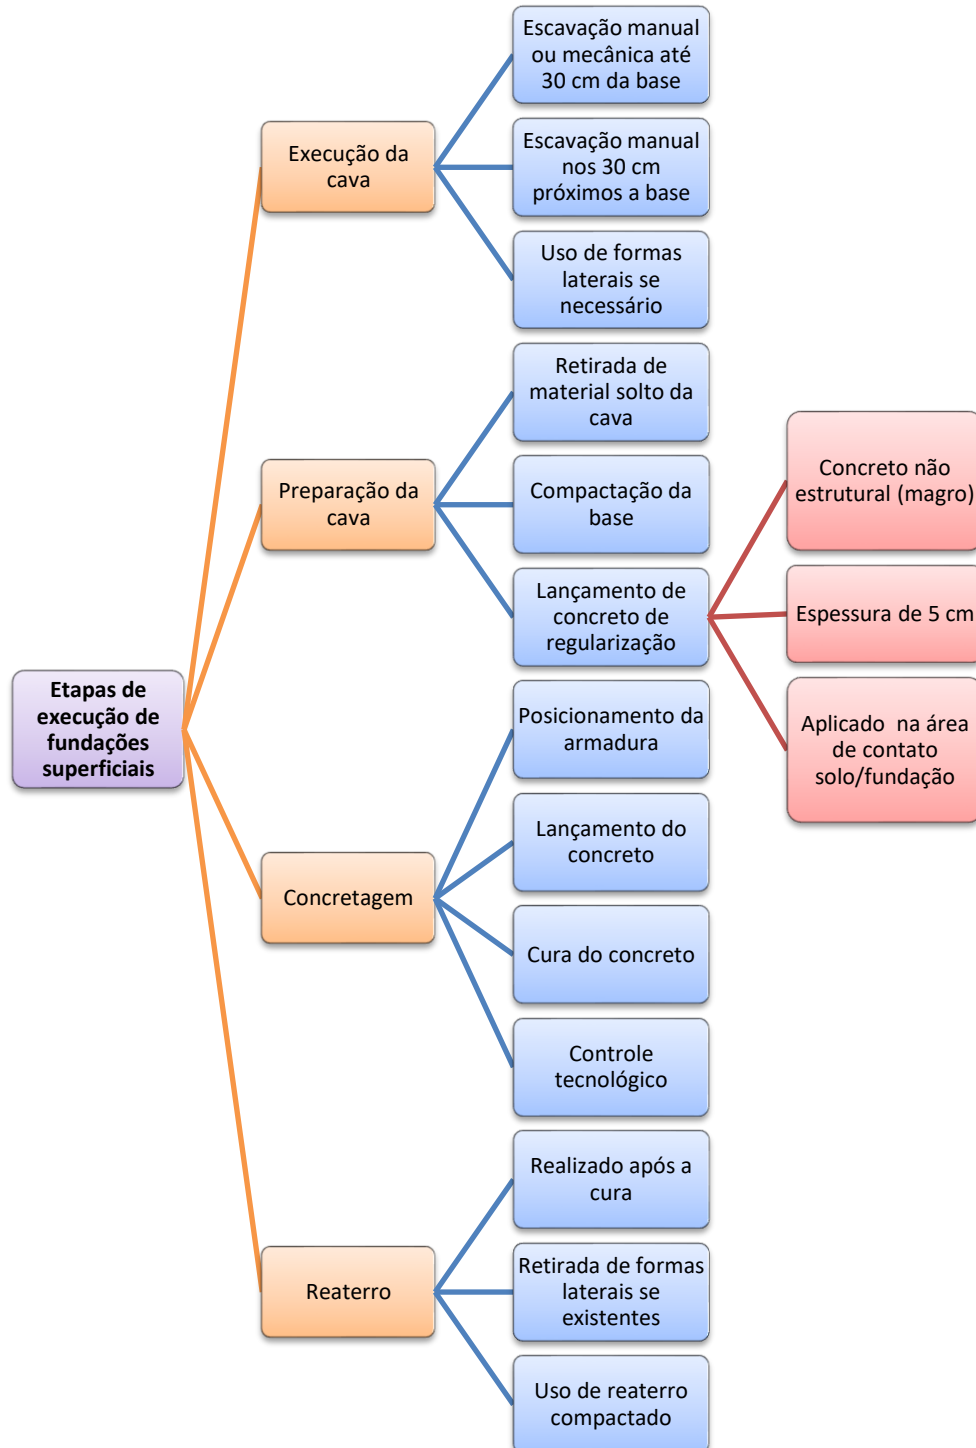 Etapas de
execução de
fundações
superficiais
Execução da
cava
Escavação manual
ou mecânica até
30 cm da base
Escavação manual
nos 30 cm
próximos a base
Uso de formas
laterais se
necessário
Preparação da
cava
Retirada de
material solto da
cava
Compactação da
base
Lançamento de
concreto de
regularização
Concreto não
estrutural (magro)
Espessura de 5 cm
Aplicado na área
de contato
solo/fundação
Concretagem
Posicionamento da
armadura
Lançamento do
concreto
Cura do concreto
Controle
tecnológico
Reaterro
Realizado após a
cura
Retirada de formas
laterais se
existentes
Uso de reaterro
compactado